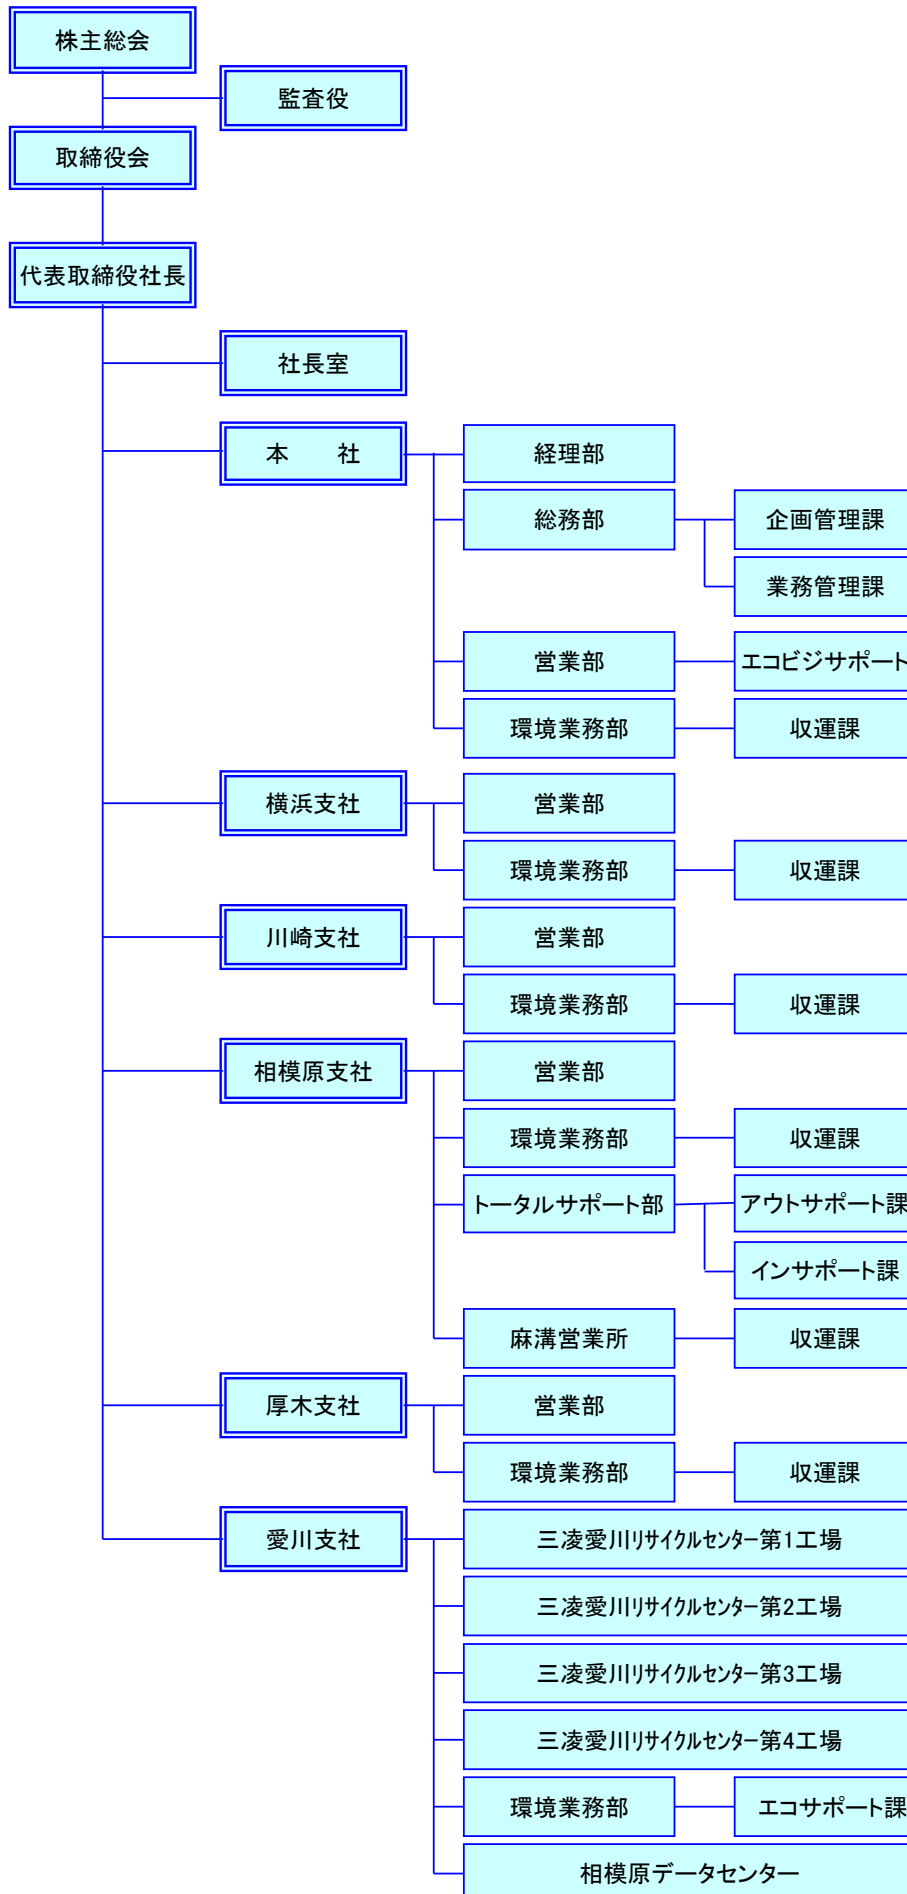 株主総会
監査役
取締役会
代表取締役社長
社長室
本　　社
経理部
総務部
企画管理課
業務管理課
営業部
エコビジサポート
環境業務部
収運課
横浜支社
営業部
環境業務部
収運課
川崎支社
営業部
環境業務部
収運課
相模原支社
営業部
環境業務部
収運課
トータルサポート部
アウトサポート課
インサポート課
麻溝営業所
収運課
厚木支社
営業部
環境業務部
収運課
愛川支社
三凌愛川リサイクルセンター第1工場
三凌愛川リサイクルセンター第2工場
三凌愛川リサイクルセンター第3工場
三凌愛川リサイクルセンター第4工場
環境業務部
エコサポート課
相模原データセンター